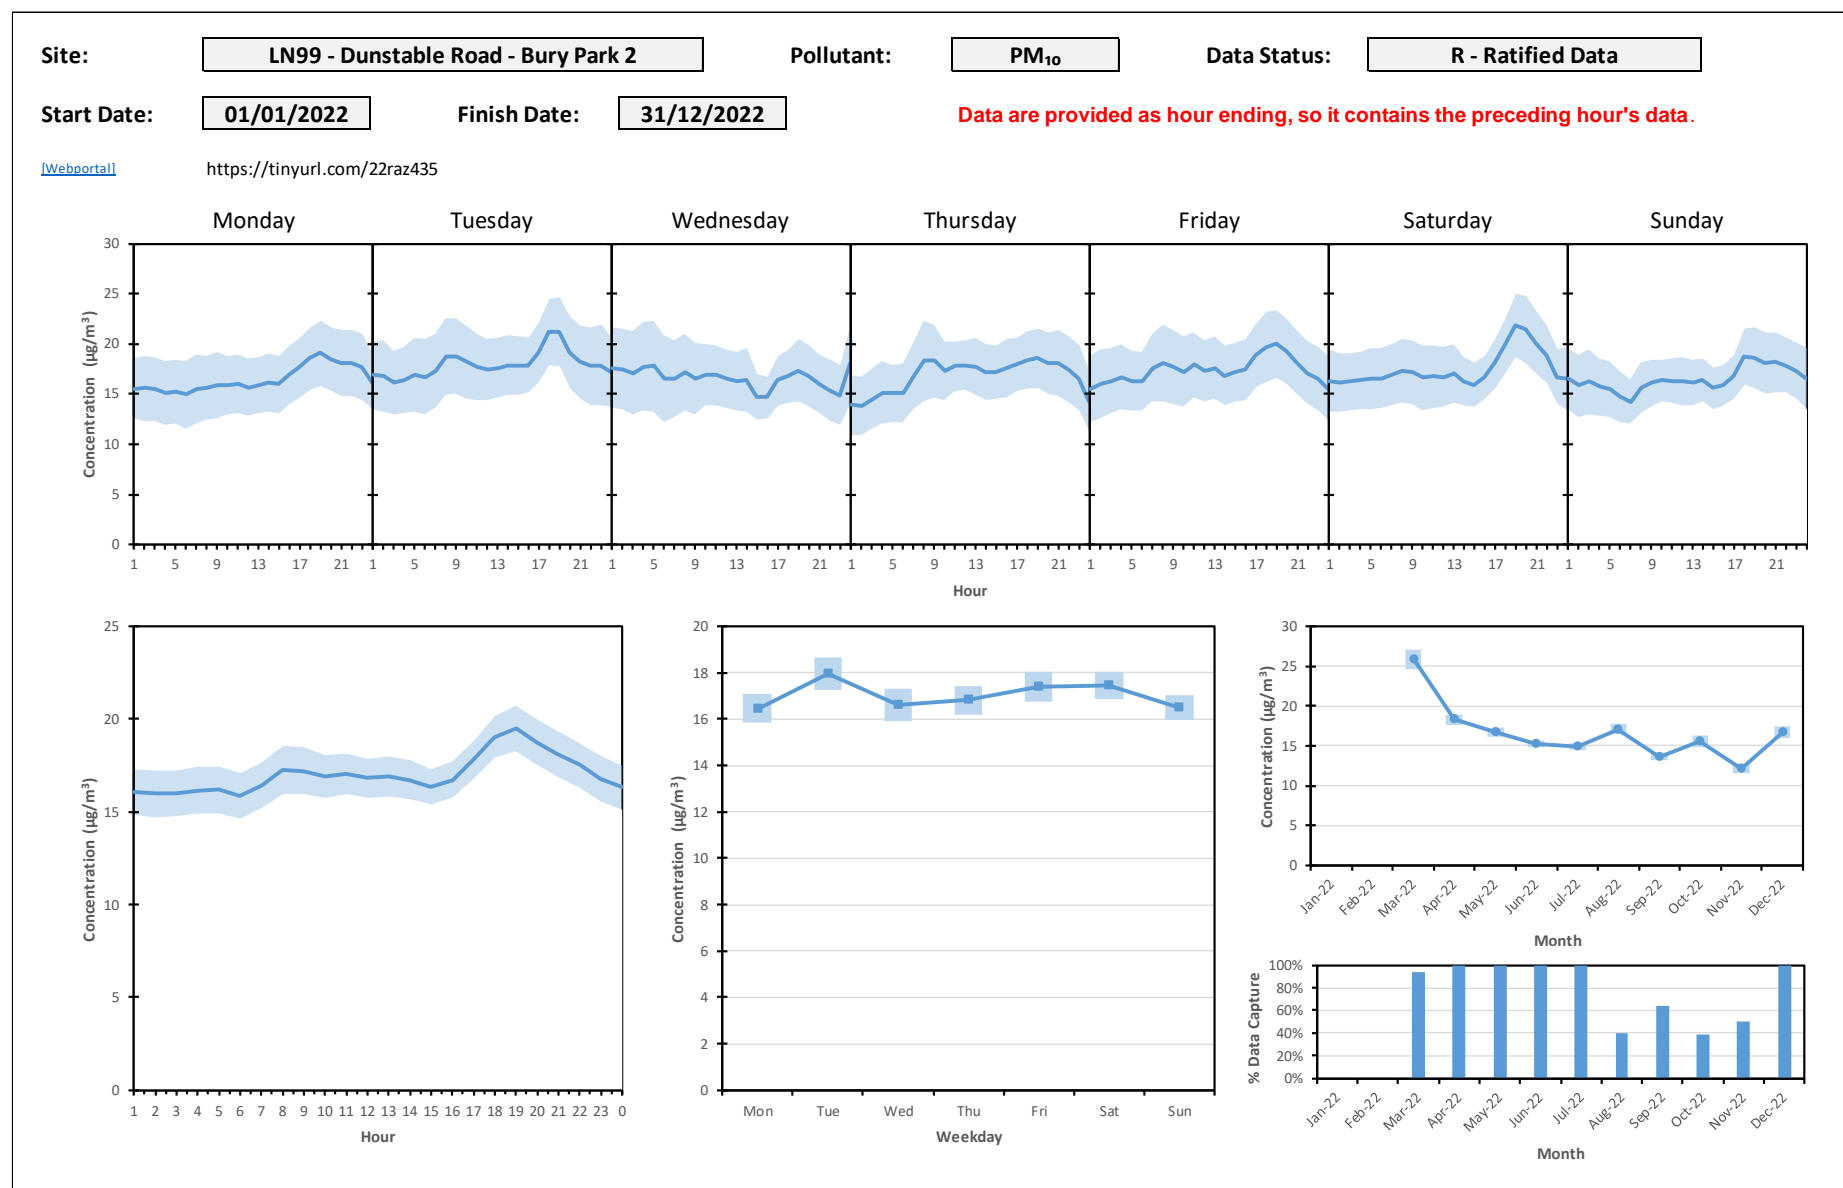 Site: LN99 - Dunstable Road - Bury Park 2 Pollutant: PM₁₀ Data Status: R - Ratified Data
Start Date: 01/01/2022 Finish Date: 31/12/2022 Data are provided as hour ending, so it contains the preceding hour's data.
[Webportal] https://tinyurl.com/22raz435
Monday Tuesday Wednesday Thursday Friday Saturday Sunday
Concentration (µg/m³)
30
25
20
15
10
5
0
1 5 9 13 17 21 1 5 9 13 17 21 1 5 9 13 17 21 1 5 9 13 17 21 1 5 9 13 17 21 1 5 9 13 17 21 1 5 9 13 17 21
Hour
Concentration (µg/m³)
25
20
15
10
5
0
1 2 3 4 5 6 7 8 9 10 11 12 13 14 15 16 17 18 19 20 21 22 23 0
Hour
Concentration (µg/m³)
20
18
16
14
12
10
8
6
4
2
0
Mon Tue Wed Thu Fri Sat Sun
Weekday
Concentration (µg/m³)
30
25
20
15
10
5
0
Jan-22 Feb-22 Mar-22 Apr-22 May-22 Jun-22 Jul-22 Aug-22 Sep-22 Oct-22 Nov-22 Dec-22
Month
% Data Capture
100%
80%
60%
40%
20%
0%
Jan-22 Feb-22 Mar-22 Apr-22 May-22 Jun-22 Jul-22 Aug-22 Sep-22 Oct-22 Nov-22 Dec-22
Month